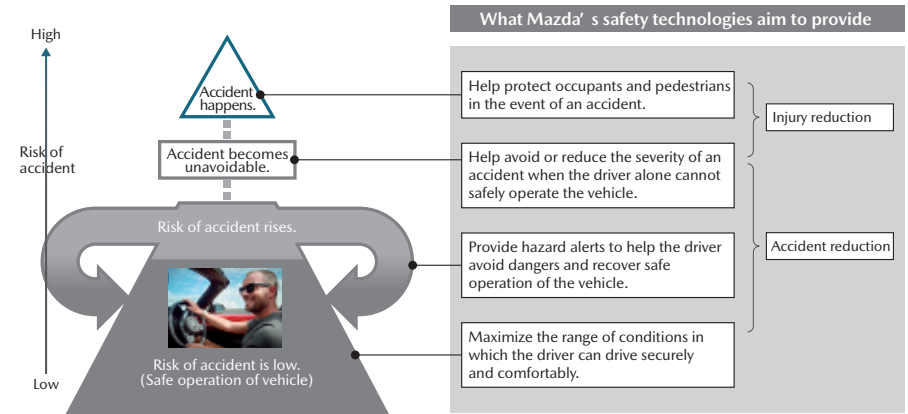 What Mazda’ s safety technologies aim to provide
High
Risk of
accident
Low
Accident
happens.
Accident becomes
unavoidable.
Risk of accident rises.
Risk of accident is low.
(Safe operation of vehicle)
Help protect occupants and pedestrians
in the event of an accident.
Help avoid or reduce the severity of an
accident when the driver alone cannot
safely operate the vehicle.
Provide hazard alerts to help the driver
avoid dangers and recover safe
operation of the vehicle.
Maximize the range of conditions in
which the driver can drive securely
and comfortably.
Injury reduction
Accident reduction